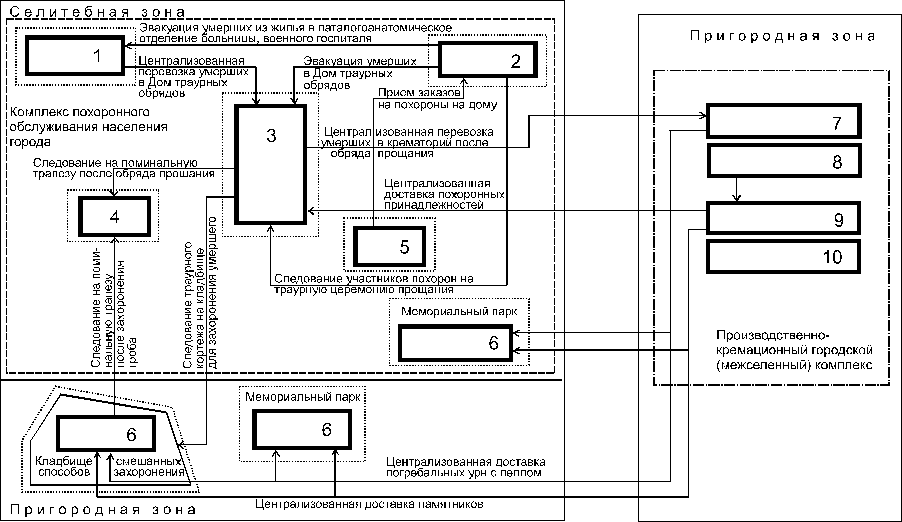 Селитебная зона
Эвакуация умерших из жилья в паталогоанатомическое
отделение больницы, военного госпиталя
1
2
Централизованная
перевозка умерших
в Дом траурных
обрядов
Эвакуация умерших
в Дом траурных
обрядов
Прием заказов
на похороны на дому
Комплекс похоронного
обслуживания населения
города
3
Централизованная перевозка
умерших в крематорий после
обряда прощания
Следование на поминальную
трапезу после обряда прощания
Централизованная
доставка похоронных
принадлежностей
4
5
Следование на поми-
нальную трапезу
после захоронения
гроба
Следование траурного
кортежа на кладбище
для захоронения умершего
Следование участников похорон на
траурную церемонию прощания
Мемориальный парк
6
Пригородная зона
7
8
9
10
Производственно-
кремационный городской
(межселенный) комплекс
6
Кладбище смешанных
способов захоронения
Мемориальный парк
6
Централизованная доставка
погребальных урн с пеплом
Централизованная доставка памятников
Пригородная зона